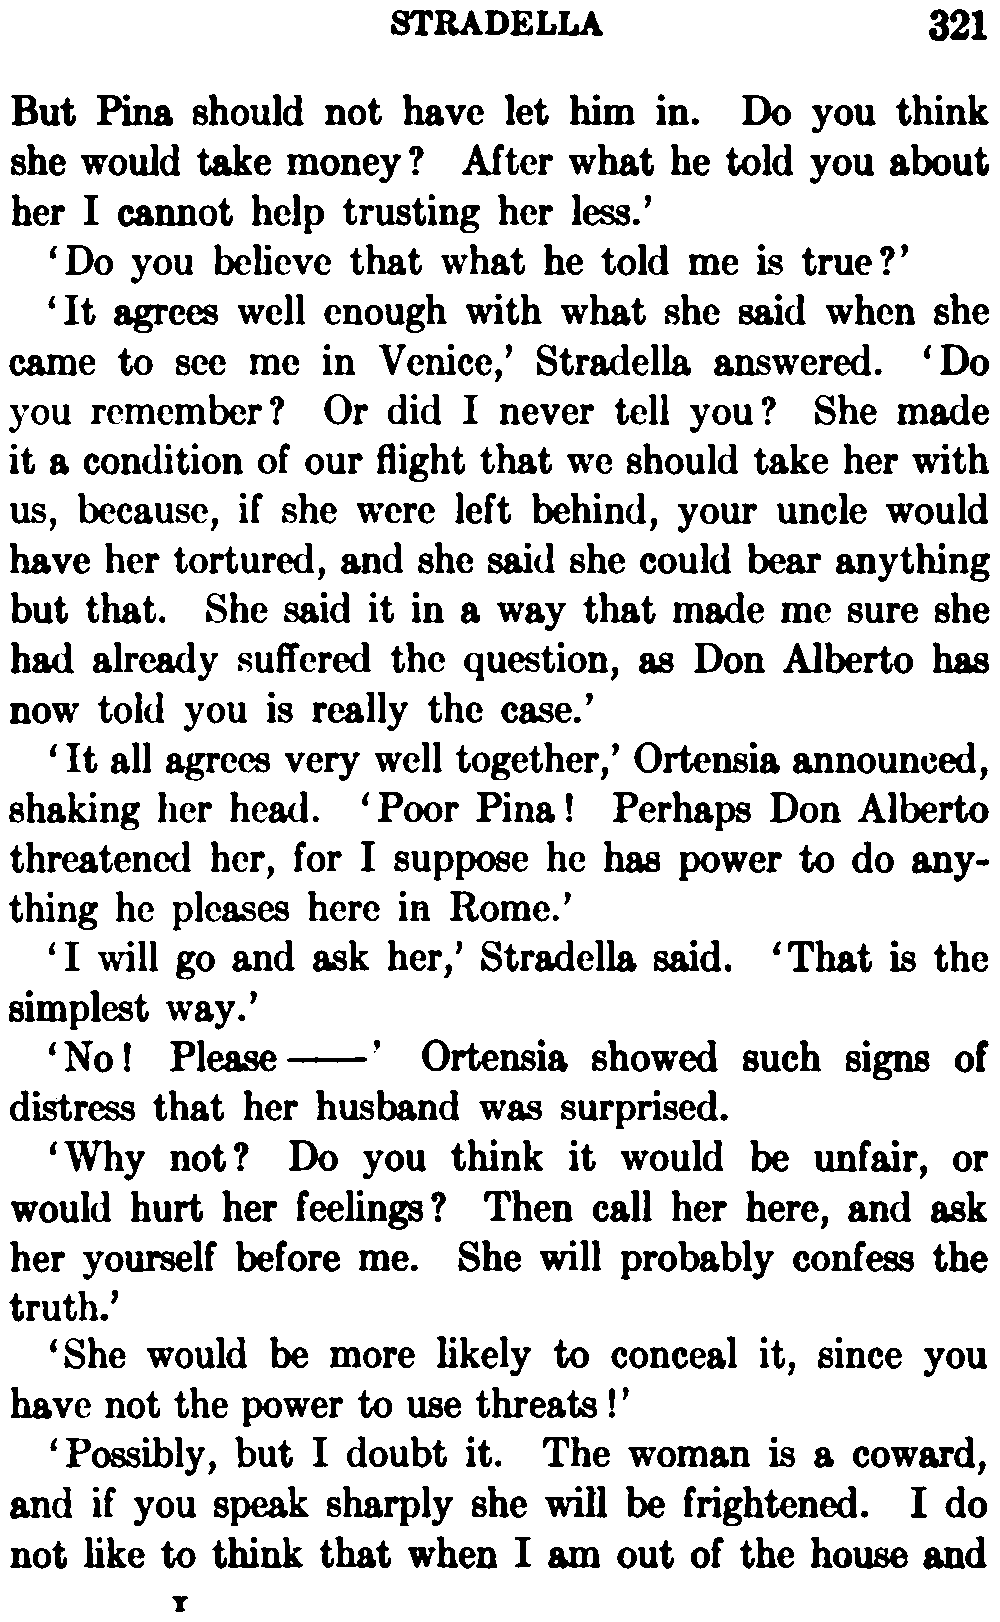 STRADELLA 321
But Pina should not have let him in. Do you think
she would take money? After what he told you about
her I cannot help trusting her less.'
'Do you believe that what he told me is true?'
'It agrees well enough with what she said when she
came to see me in Venice,' Stradella answered. 'Do
you remember? Or did I never tell you? She made
it a condition of our flight that we should take her with
us, because, if she were left behind, your uncle would
have her tortured, and she said she could bear anything
but that. She said it in a way that made me sure she
had already suffered the question, as Don Alberto has
now told you is really the case.'
'It all agrees very well together,' Ortensia announced,
shaking her head. 'Poor Pina! Perhaps Don Alberto
threatened her, for I suppose he has power to do any-
thing he pleases here in Rome.'
'I will go and ask her,' Stradella said. 'That is the
simplest way.'
'No! Please——' Ortensia showed such signs of
distress that her husband was surprised.
'Why not? Do you think it would be unfair, or
would hurt her feelings? Then call her here, and ask
her yourself before me. She will probably confess the
truth.'
'She would be more likely to conceal it, since you
have not the power to use threats!'
'Possibly, but I doubt it. The woman is a coward,
and if you speak sharply she will be frightened. I do
not like to think that when I am out of the house and
Y